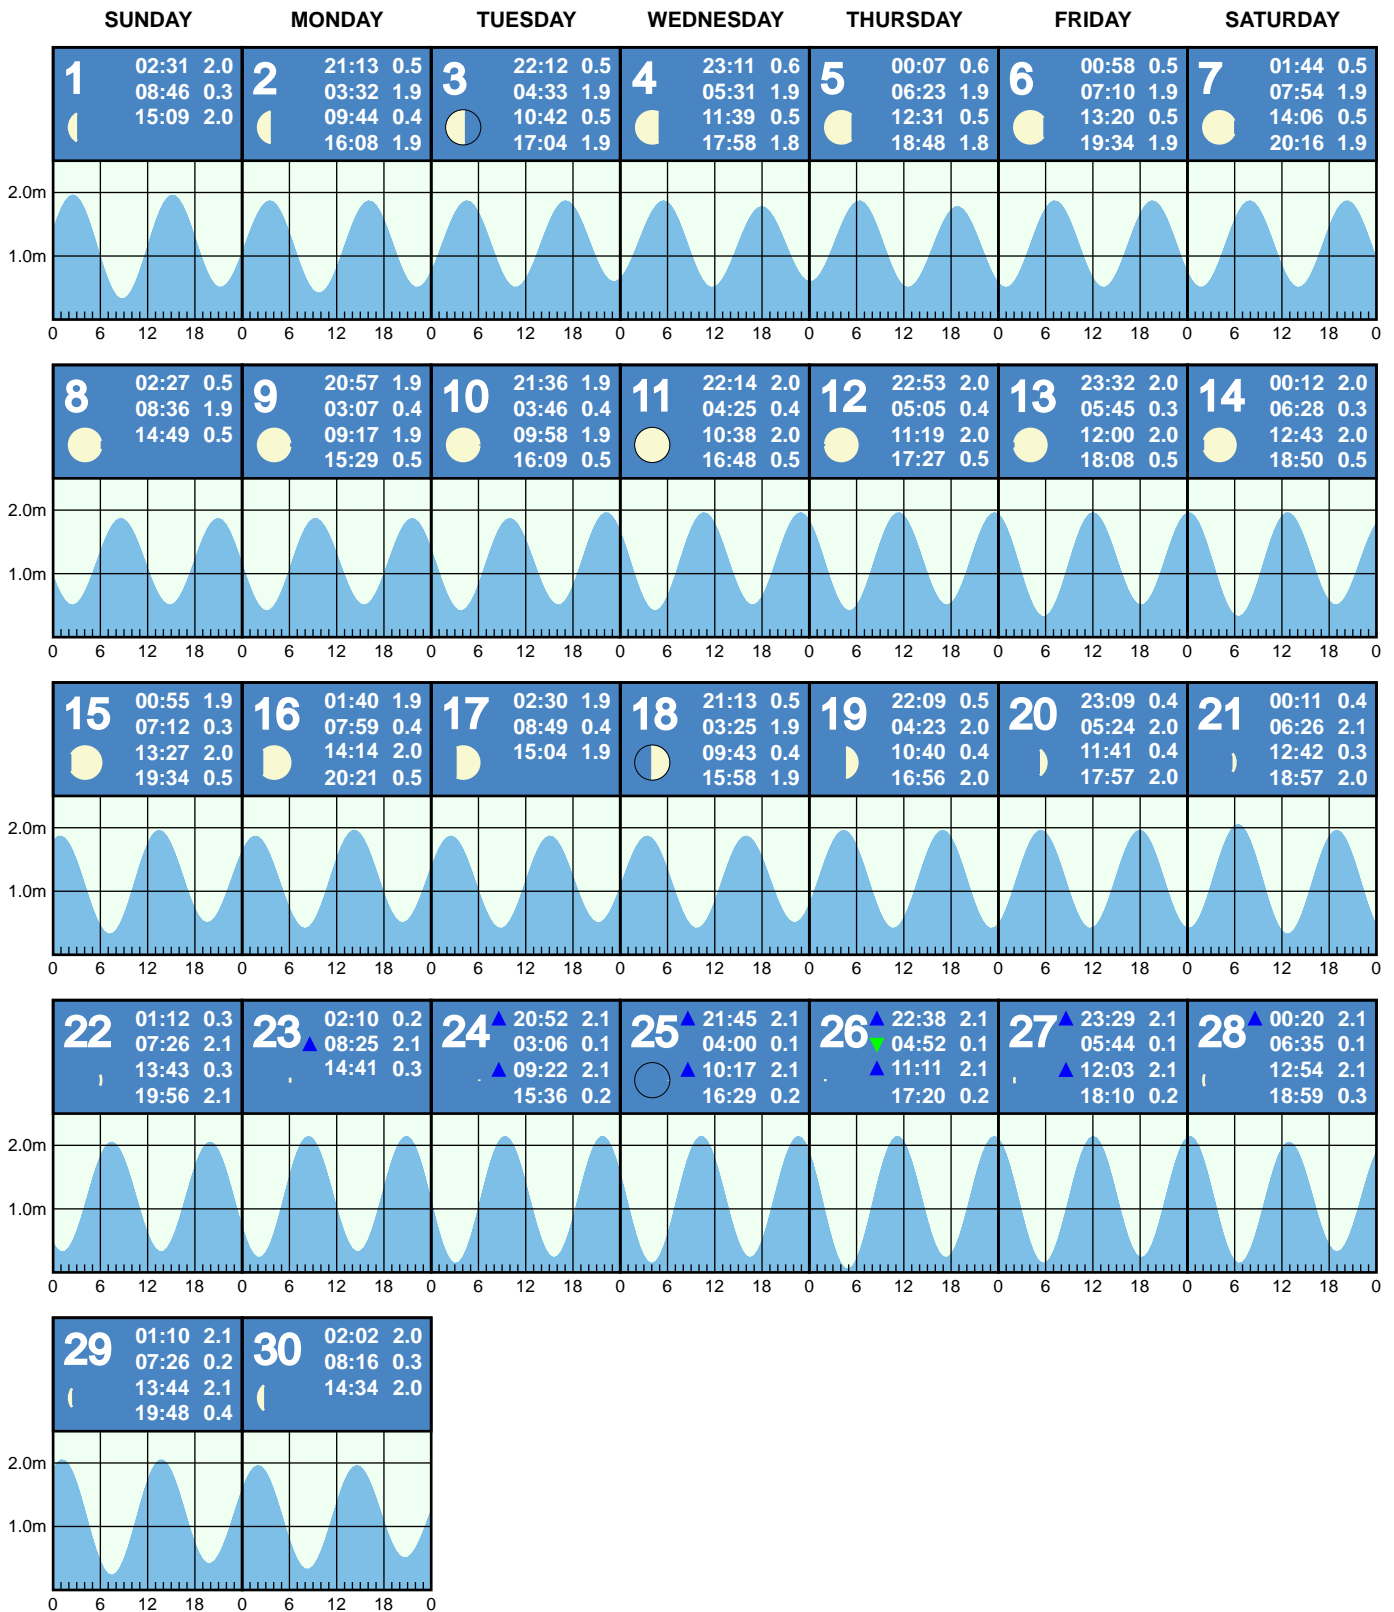 SUNDAY MONDAY TUESDAY WEDNESDAY THURSDAY FRIDAY SATURDAY
1 02:31 2.0
08:46 0.3
15:09 2.0
2 21:13 0.5
03:32 1.9
09:44 0.4
16:08 1.9
3 22:12 0.5
04:33 1.9
10:42 0.5
17:04 1.9
4 23:11 0.6
05:31 1.9
11:39 0.5
17:58 1.8
5 00:07 0.6
06:23 1.9
12:31 0.5
18:48 1.8
6 00:58 0.5
07:10 1.9
13:20 0.5
19:34 1.9
7 01:44 0.5
07:54 1.9
14:06 0.5
20:16 1.9
2.0m
1.0m
0 6 12 18 0 6 12 18 0 6 12 18 0 6 12 18 0 6 12 18 0 6 12 18 0 6 12 18 0
8 02:27 0.5
08:36 1.9
14:49 0.5
9 20:57 1.9
03:07 0.4
09:17 1.9
15:29 0.5
10 21:36 1.9
03:46 0.4
09:58 1.9
16:09 0.5
11 22:14 2.0
04:25 0.4
10:38 2.0
16:48 0.5
12 22:53 2.0
05:05 0.4
11:19 2.0
17:27 0.5
13 23:32 2.0
05:45 0.3
12:00 2.0
18:08 0.5
14 00:12 2.0
06:28 0.3
12:43 2.0
18:50 0.5
2.0m
1.0m
0 6 12 18 0 6 12 18 0 6 12 18 0 6 12 18 0 6 12 18 0 6 12 18 0 6 12 18 0
15 00:55 1.9
07:12 0.3
13:27 2.0
19:34 0.5
16 01:40 1.9
07:59 0.4
14:14 2.0
20:21 0.5
17 02:30 1.9
08:49 0.4
15:04 1.9
18 21:13 0.5
03:25 1.9
09:43 0.4
15:58 1.9
19 22:09 0.5
04:23 2.0
10:40 0.4
16:56 2.0
20 23:09 0.4
05:24 2.0
11:41 0.4
17:57 2.0
21 00:11 0.4
06:26 2.1
12:42 0.3
18:57 2.0
2.0m
1.0m
0 6 12 18 0 6 12 18 0 6 12 18 0 6 12 18 0 6 12 18 0 6 12 18 0 6 12 18 0
22 01:12 0.3
07:26 2.1
13:43 0.3
19:56 2.1
23 02:10 0.2
08:25 2.1
14:41 0.3
24 20:52 2.1
03:06 0.1
09:22 2.1
15:36 0.2
25 21:45 2.1
04:00 0.1
10:17 2.1
16:29 0.2
26 22:38 2.1
04:52 0.1
11:11 2.1
17:20 0.2
27 23:29 2.1
05:44 0.1
12:03 2.1
18:10 0.2
28 00:20 2.1
06:35 0.1
12:54 2.1
18:59 0.3
2.0m
1.0m
0 6 12 18 0 6 12 18 0 6 12 18 0 6 12 18 0 6 12 18 0 6 12 18 0 6 12 18 0
29 01:10 2.1
07:26 0.2
13:44 2.1
19:48 0.4
30 02:02 2.0
08:16 0.3
14:34 2.0
2.0m
1.0m
0 6 12 18 0 6 12 18 0